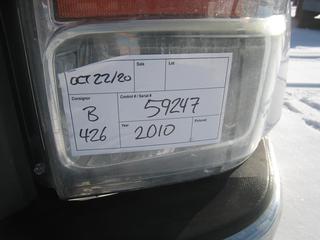 Sale Lot
OCT 22/20
Consignor Control # / Serial #
B 59247
426 Year Pictured
2010